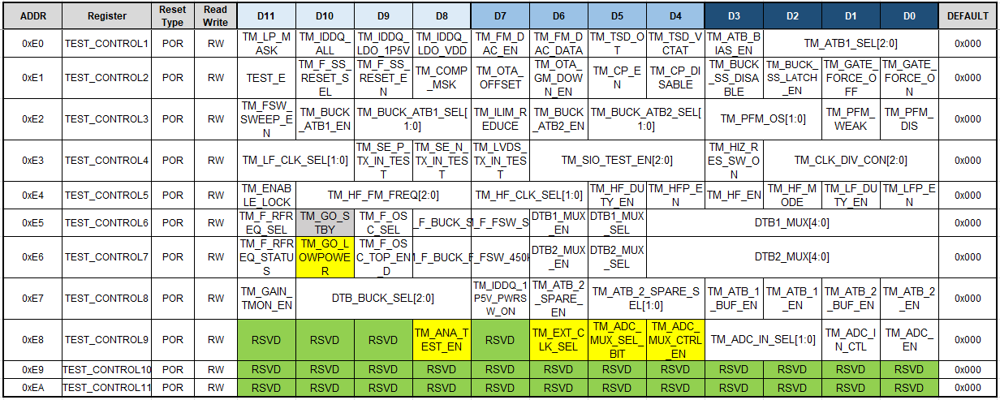 ADDR Register Reset Type Read Write D11 D10 D9 D8 D7 D6 D5 D4 D3 D2 D1 D0 DEFAULT
0xE0 TEST_CONTROL1 POR RW TM_LP_MASK TM_IDDQ_ALL TM_IDDQ_LDO_1P5V TM_IDDQ_LDO_VDD TM_FM_DAC_EN TM_FM_DAC_DATA TM_TSD_OT TM_TSD_VCTAT TM_ATB_BIAS_EN TM_ATB1_SEL[2:0] 0x000
0xE1 TEST_CONTROL2 POR RW TEST_E TM_F_SS_RESET_SEL TM_F_SS_RESET_EN TM_COMP_MSK TM_OTA_OFFSET TM_OTA_GM_DOWN_EN TM_CP_EN TM_CP_DISABLE TM_BUCK_SS_DISABLE TM_BUCK_SS_LATCH_EN TM_GATE_FORCE_OFF TM_GATE_FORCE_ON 0x000
0xE2 TEST_CONTROL3 POR RW TM_FSW_SWEEP_EN TM_BUCK_ATB1_EN TM_BUCK_ATB1_SEL[1:0] TM_ILIM_REDUCE TM_BUCK_ATB2_EN TM_BUCK_ATB2_SEL[1:0] TM_PFM_OS[1:0] TM_PFM_WEAK TM_PFM_DIS 0x000
0xE3 TEST_CONTROL4 POR RW TM_LF_CLK_SEL[1:0] TM_SE_P_TX_IN_TEST TM_SE_N_TX_IN_TEST TM_LVDS_TX_IN_TEST TM_SIO_TEST_EN[2:0] TM_HIZ_RES_SW_ON TM_CLK_DIV_CON[2:0] 0x000
0xE4 TEST_CONTROL5 POR RW TM_ENABLE_LOCK TM_HF_FM_FREQ[2:0] TM_HF_CLK_SEL[1:0] TM_HF_DUTY_EN TM_HFP_EN TM_HF_EN TM_HF_MODE TM_LF_DUTY_EN TM_LFP_EN 0x000
0xE5 TEST_CONTROL6 POR RW TM_F_RFREQ_SEL TM_GO_STBY TM_F_OSC_SEL _F_BUCK_S _F_FSW_S DTB1_MUX_EN DTB1_MUX_SEL DTB1_MUX[4:0] 0x000
0xE6 TEST_CONTROL7 POR RW TM_F_RFREQ_STATUS TM_GO_LOWPOWER TM_F_OSC_TOP_END _F_BUCK_ _FSW_450 DTB2_MUX_EN DTB2_MUX_SEL DTB2_MUX[4:0] 0x000
0xE7 TEST_CONTROL8 POR RW TM_GAIN_TMON_EN DTB_BUCK_SEL[2:0] TM_IDDQ_1P5V_PWRSW_ON TM_ATB_2_SPARE_EN TM_ATB_2_SPARE_SEL[1:0] TM_ATB_1_BUF_EN TM_ATB_1_EN TM_ATB_2_BUF_EN TM_ATB_2_EN 0x000
0xE8 TEST_CONTROL9 POR RW RSVD RSVD RSVD TM_ANA_TEST_EN RSVD TM_EXT_CLK_SEL TM_ADC_MUX_SEL_BIT TM_ADC_MUX_CTRL_EN TM_ADC_IN_SEL[1:0] TM_ADC_IN_CTL TM_ADC_EN 0x000
0xE9 TEST_CONTROL10 POR RW RSVD RSVD RSVD RSVD RSVD RSVD RSVD RSVD RSVD RSVD RSVD RSVD 0x000
0xEA TEST_CONTROL11 POR RW RSVD RSVD RSVD RSVD RSVD RSVD RSVD RSVD RSVD RSVD RSVD RSVD 0x000